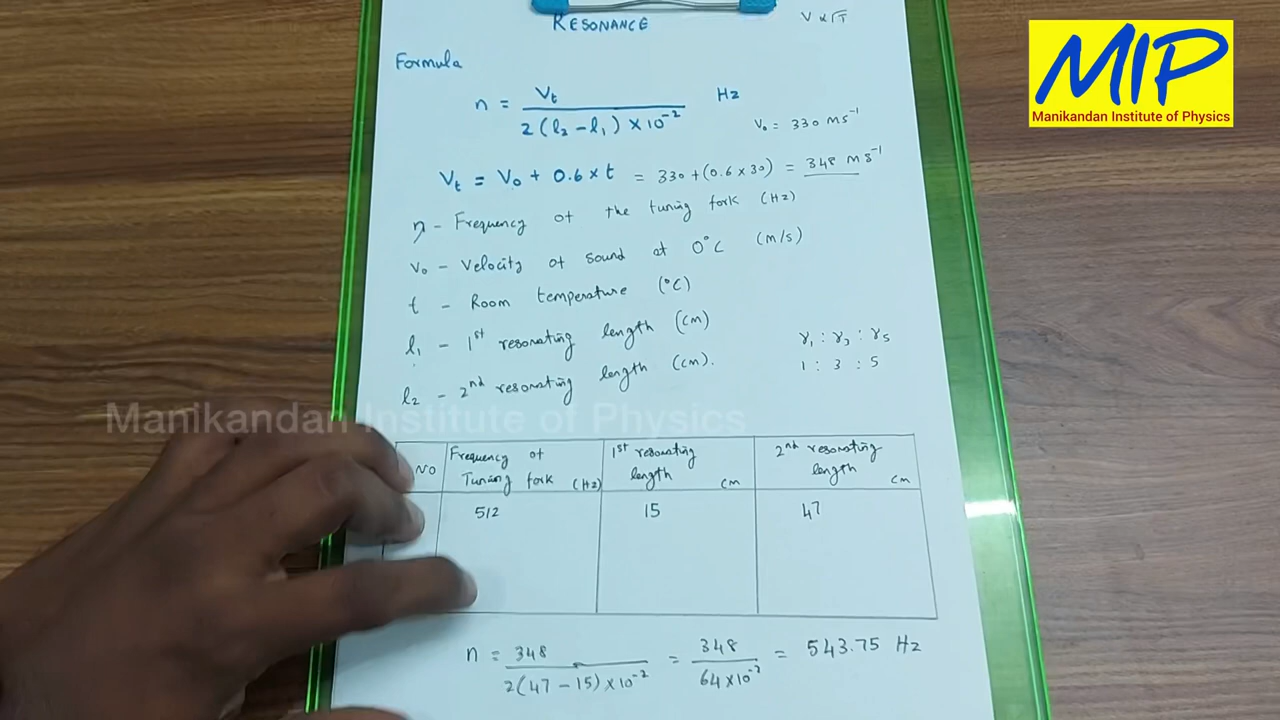 RESONANCE
V ∝ √T
MIP
Manikandan Institute of Physics
Formula
n = Vt / 2(l₂ - l₁) × 10⁻² Hz
V₀ = 330 ms⁻¹
Vt = V₀ + 0.6 × t = 330 + (0.6 × 30) = 348 ms⁻¹
n - Frequency of the tuning fork (Hz)
V₀ - Velocity of sound at 0°C (m/s)
t - Room temperature (°C)
l₁ - 1st resonating length (cm)
γ₁ : γ₃ : γ₅
1 : 3 : 5
l₂ - 2nd resonating length (cm).
Manikandan Institute of Physics
NO | Frequency of Tuning fork (Hz) | 1st resonating length cm | 2nd resonating length cm
512 | 15 | 47
n = 348 / 2(47 - 15) × 10⁻² = 348 / 64 × 10⁻² = 543.75 Hz